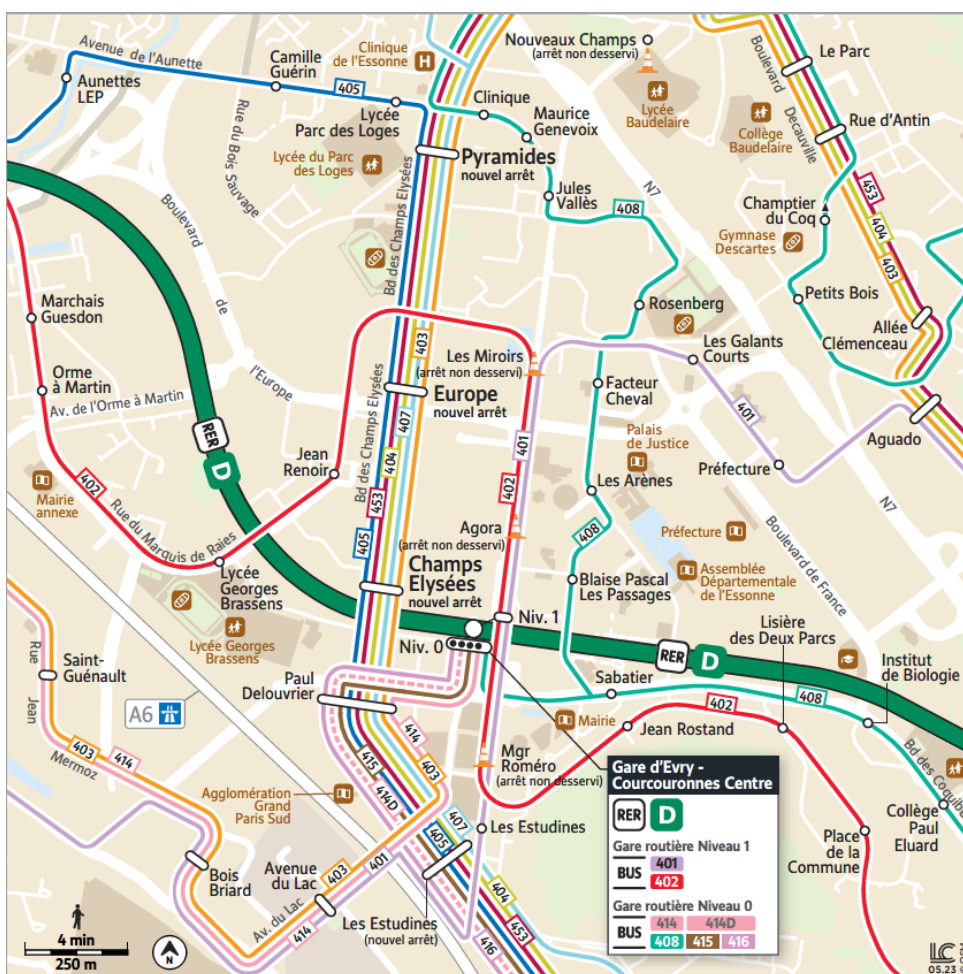 Avenue de l'Aunette
Aunettes
LEP
Camille
Guérin
405
Clinique
de l'Essonne
H
Lycée
Parc des Loges
Lycée du Parc
des Loges
Rue du Bois Sauvage
Clinique
Maurice
Genevoix
Pyramides
nouvel arrêt
Jules
Vallès
408
Nouveaux Champs
(arrêt non desservi)
Lycée
Baudelaire
N7
Boulevard
Decauville
Le Parc
Rue d'Antin
Collège
Baudelaire
453
404
403
Champtier
du Coq
Gymnase
Descartes
Petits Bois
Allée
Clémenceau
Aguado
Boulevard
de
l'Europe
Bd des Champs Elysées
Marchais
Guesdon
Orme
à Martin
Av. de l'Orme à Martin
RER
D
Mairie
annexe
402
Rue du Marquis de Raies
Jean
Renoir
Lycée
Georges
Brassens
Lycée Georges
Brassens
403
Europe
nouvel arrêt
407
404
453
405
Bd des Champs Elysées
Les Miroirs
(arrêt non desservi)
401
402
Agora
(arrêt non desservi)
Rosenberg
Les Galants
Courts
401
Préfecture
N7
Facteur
Cheval
Palais
de Justice
Les Arènes
408
Préfecture
Assemblée
Départementale
de l'Essonne
Boulevard de France
Blaise Pascal
Les Passages
Champs
Elysées
nouvel arrêt
Niv. 1
Niv. 0
RER
D
Lisière
des Deux Parcs
Institut
de Biologie
408
Sabatier
Mairie
402
Jean Rostand
Bd des Coquibu
Collège
Paul
Eluard
Place
de la
Commune
Rue
Jean
Mermoz
Saint-
Guénault
A6
403
414
Paul
Delouvrier
414
403
415
414D
Agglomération
Grand
Paris Sud
407
405
Mgr
Roméro
(arrêt non desservi)
Les Estudines
Bois
Briard
Avenue
du Lac
403
401
Av. du Lac
414
Les Estudines
(nouvel arrêt)
416
404
453
Gare d'Evry -
Courcouronnes Centre
RER D
Gare routière Niveau 1
BUS 401
402
Gare routière Niveau 0
BUS 414 414D
408 415 416
4 min
250 m
N
LC
05.23